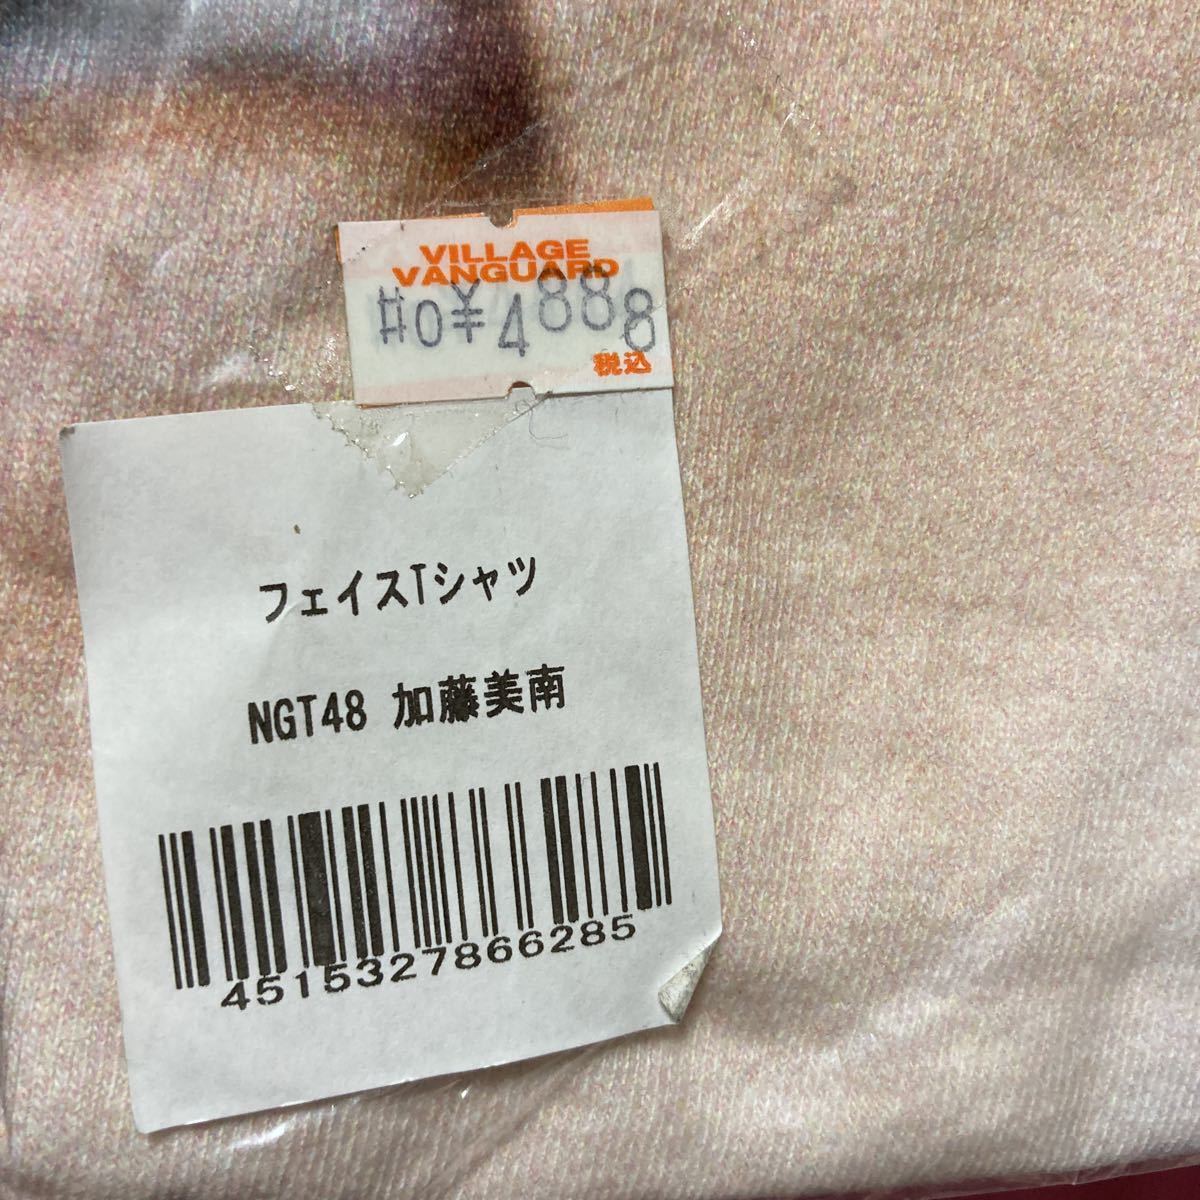 VILLAGE
VANGUARD
#0¥4888
税込
フェイスTシャツ
NGT48 加藤美南
4515327866285